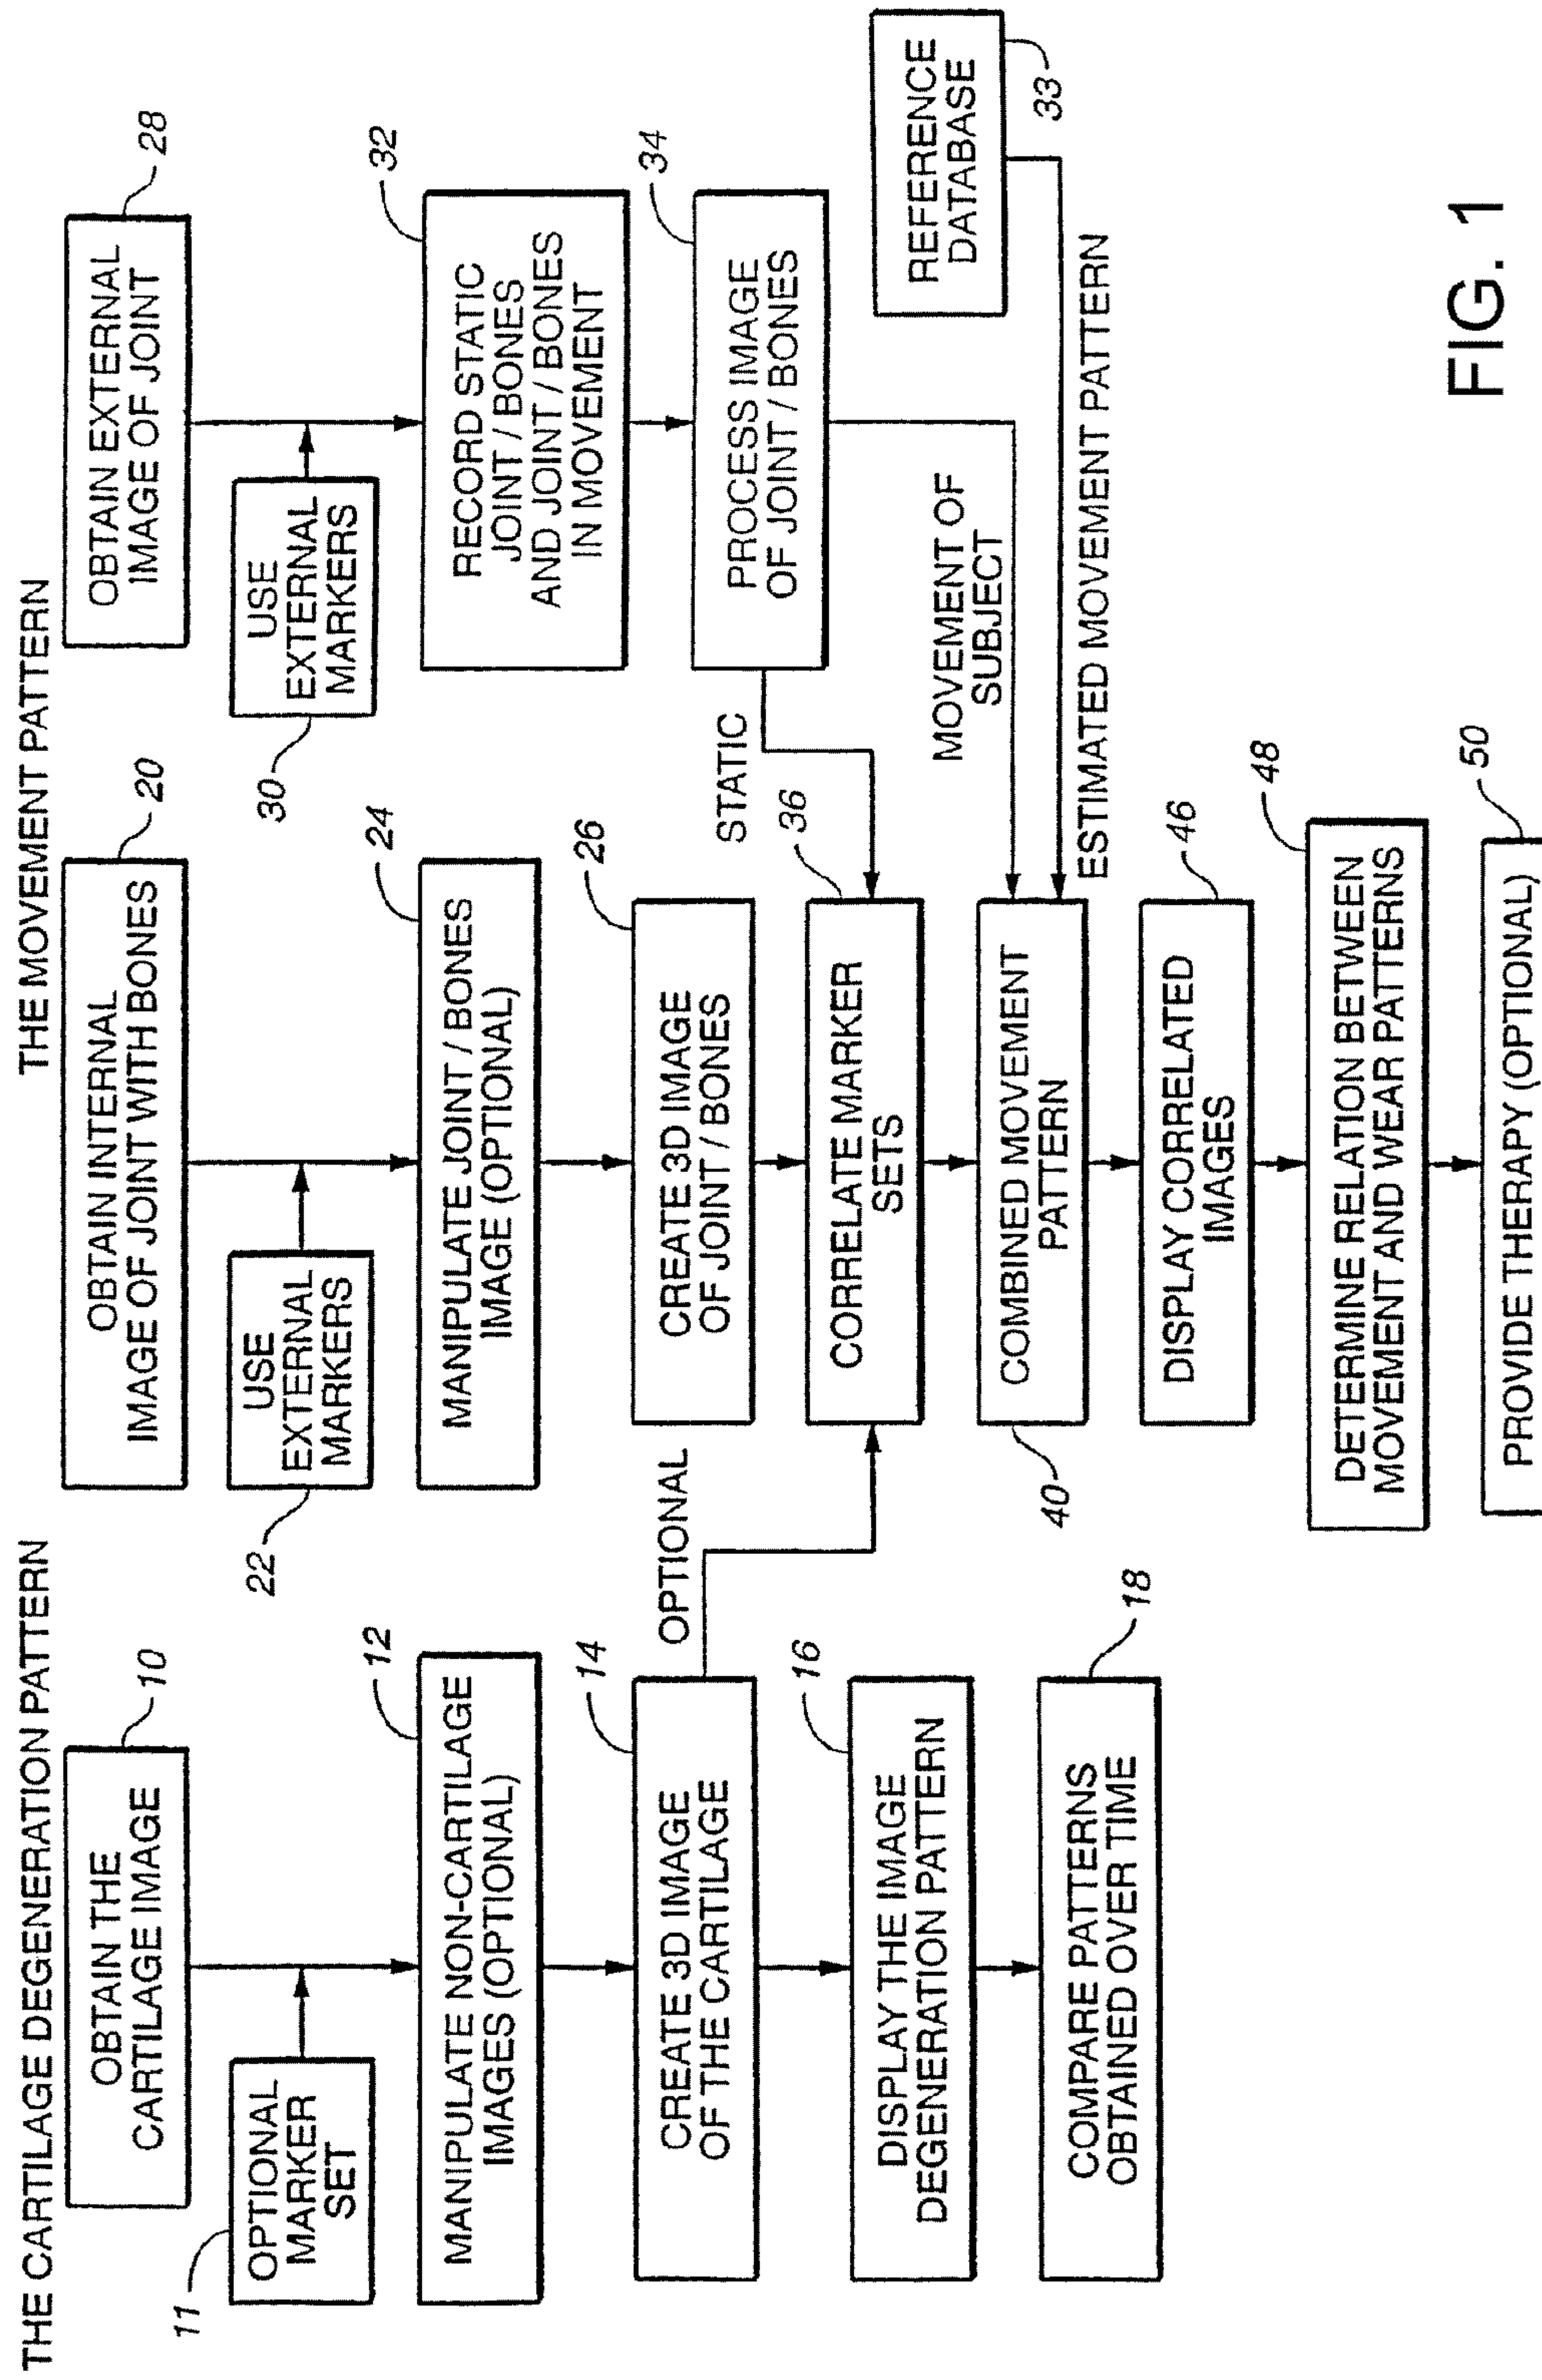 THE CARTILAGE DEGENERATION PATTERN
OBTAIN THE
CARTILAGE IMAGE
10
OPTIONAL
MARKER
SET
11
MANIPULATE NON-CARTILAGE
IMAGES (OPTIONAL)
12
CREATE 3D IMAGE
OF THE CARTILAGE
14
OPTIONAL
DISPLAY THE IMAGE
DEGENERATION PATTERN
16
COMPARE PATTERNS
OBTAINED OVER TIME
18
THE MOVEMENT PATTERN
OBTAIN INTERNAL
IMAGE OF JOINT WITH BONES
20
USE
EXTERNAL
MARKERS
22
MANIPULATE JOINT / BONES
IMAGE (OPTIONAL)
24
CREATE 3D IMAGE
OF JOINT / BONES
26
CORRELATE MARKER
SETS
36
COMBINED MOVEMENT
PATTERN
40
DISPLAY CORRELATED
IMAGES
46
DETERMINE RELATION BETWEEN
MOVEMENT AND WEAR PATTERNS
48
PROVIDE THERAPY (OPTIONAL)
50
OBTAIN EXTERNAL
IMAGE OF JOINT
28
USE
EXTERNAL
MARKERS
30
RECORD STATIC
JOINT / BONES
AND JOINT / BONES
IN MOVEMENT
32
PROCESS IMAGE
OF JOINT / BONES
34
STATIC
MOVEMENT OF
SUBJECT
REFERENCE
DATABASE
33
ESTIMATED MOVEMENT PATTERN
FIG. 1